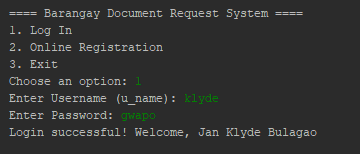 ==== Barangay Document Request System ====
1. Log In
2. Online Registration
3. Exit
Choose an option: 1
Enter Username (u_name): klyde
Enter Password: gwapo
Login successful! Welcome, Jan Klyde Bulagao